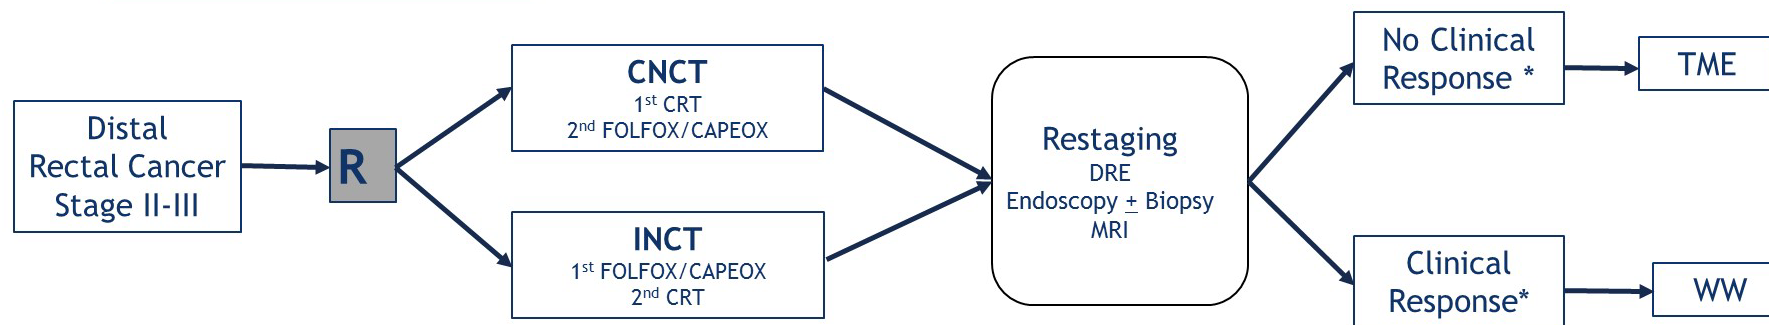 Distal
Rectal Cancer
Stage II-III
R
CNCT
1st CRT
2nd FOLFOX/CAPEOX
INCT
1st FOLFOX/CAPEOX
2nd CRT
Restaging
DRE
Endoscopy ± Biopsy
MRI
No Clinical
Response *
TME
Clinical
Response*
WW